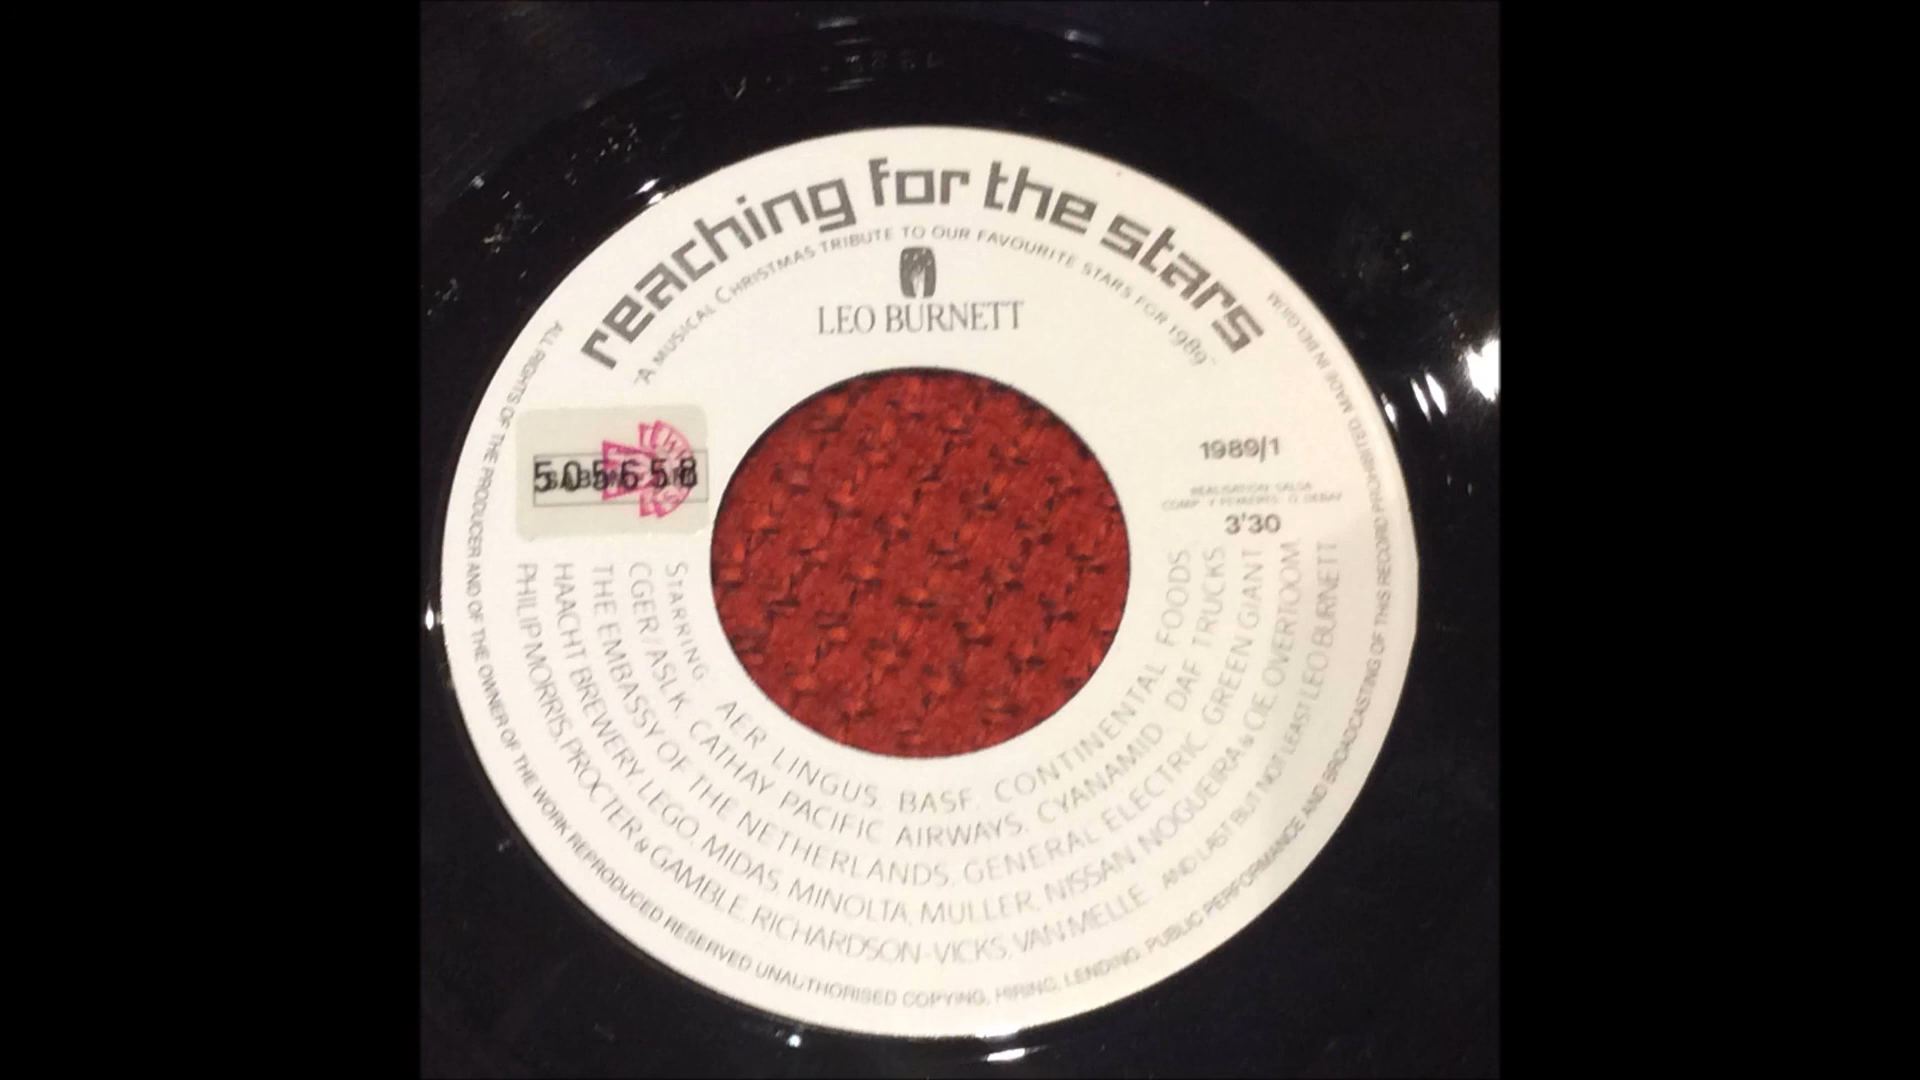 reaching for the stars
"A MUSICAL CHRISTMAS TRIBUTE TO OUR FAVOURITE STARS FOR 1989"
LEO BURNETT
505658
1989/1
REALISATION: SALSA
3'30
STARRING: AER LINGUS, BASF, CONTINENTAL FOODS
CGER/ASLK, CATHAY PACIFIC AIRWAYS, CYANAMID DAF TRUCKS
THE EMBASSY OF THE NETHERLANDS, GENERAL ELECTRIC, GREEN GIANT
HAACHT BREWERY, LEGO, MIDAS, MINOLTA, MULLER, NISSAN NOGUEIRA & CIE, OVERTOOM
PHILIP MORRIS, PROCTER & GAMBLE, RICHARDSON-VICKS, VAN MELLE AND LAST BUT NOT LEAST LEO BURNETT
ALL RIGHTS OF THE PRODUCER AND OF THE OWNER OF THE WORK REPRODUCED RESERVED UNAUTHORISED COPYING, HIRING, LENDING, PUBLIC PERFORMANCE AND BROADCASTING OF THIS RECORD PROHIBITED MADE IN BELGIUM